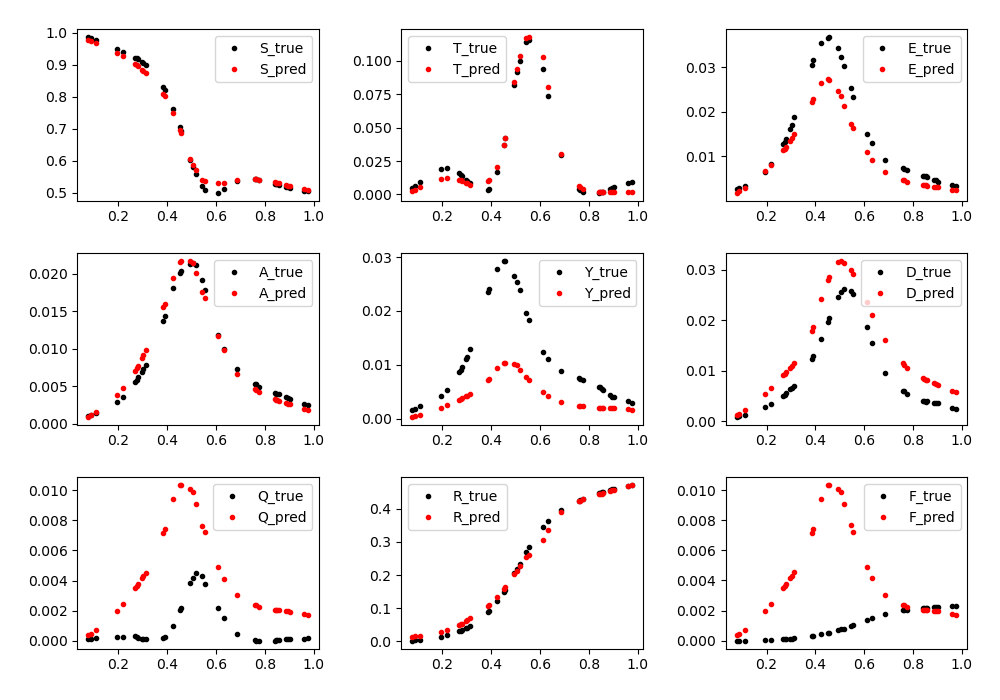 1.0
0.9
0.8
0.7
0.6
0.5
S_true
S_pred
0.2 0.4 0.6 0.8 1.0
0.100
0.075
0.050
0.025
0.000
T_true
T_pred
0.2 0.4 0.6 0.8 1.0
0.03
0.02
0.01
E_true
E_pred
0.2 0.4 0.6 0.8 1.0
0.020
0.015
0.010
0.005
0.000
A_true
A_pred
0.2 0.4 0.6 0.8 1.0
0.03
0.02
0.01
0.00
Y_true
Y_pred
0.2 0.4 0.6 0.8 1.0
0.03
0.02
0.01
0.00
D_true
D_pred
0.2 0.4 0.6 0.8 1.0
0.010
0.008
0.006
0.004
0.002
0.000
Q_true
Q_pred
0.2 0.4 0.6 0.8 1.0
0.4
0.3
0.2
0.1
0.0
R_true
R_pred
0.2 0.4 0.6 0.8 1.0
0.010
0.008
0.006
0.004
0.002
0.000
F_true
F_pred
0.2 0.4 0.6 0.8 1.0